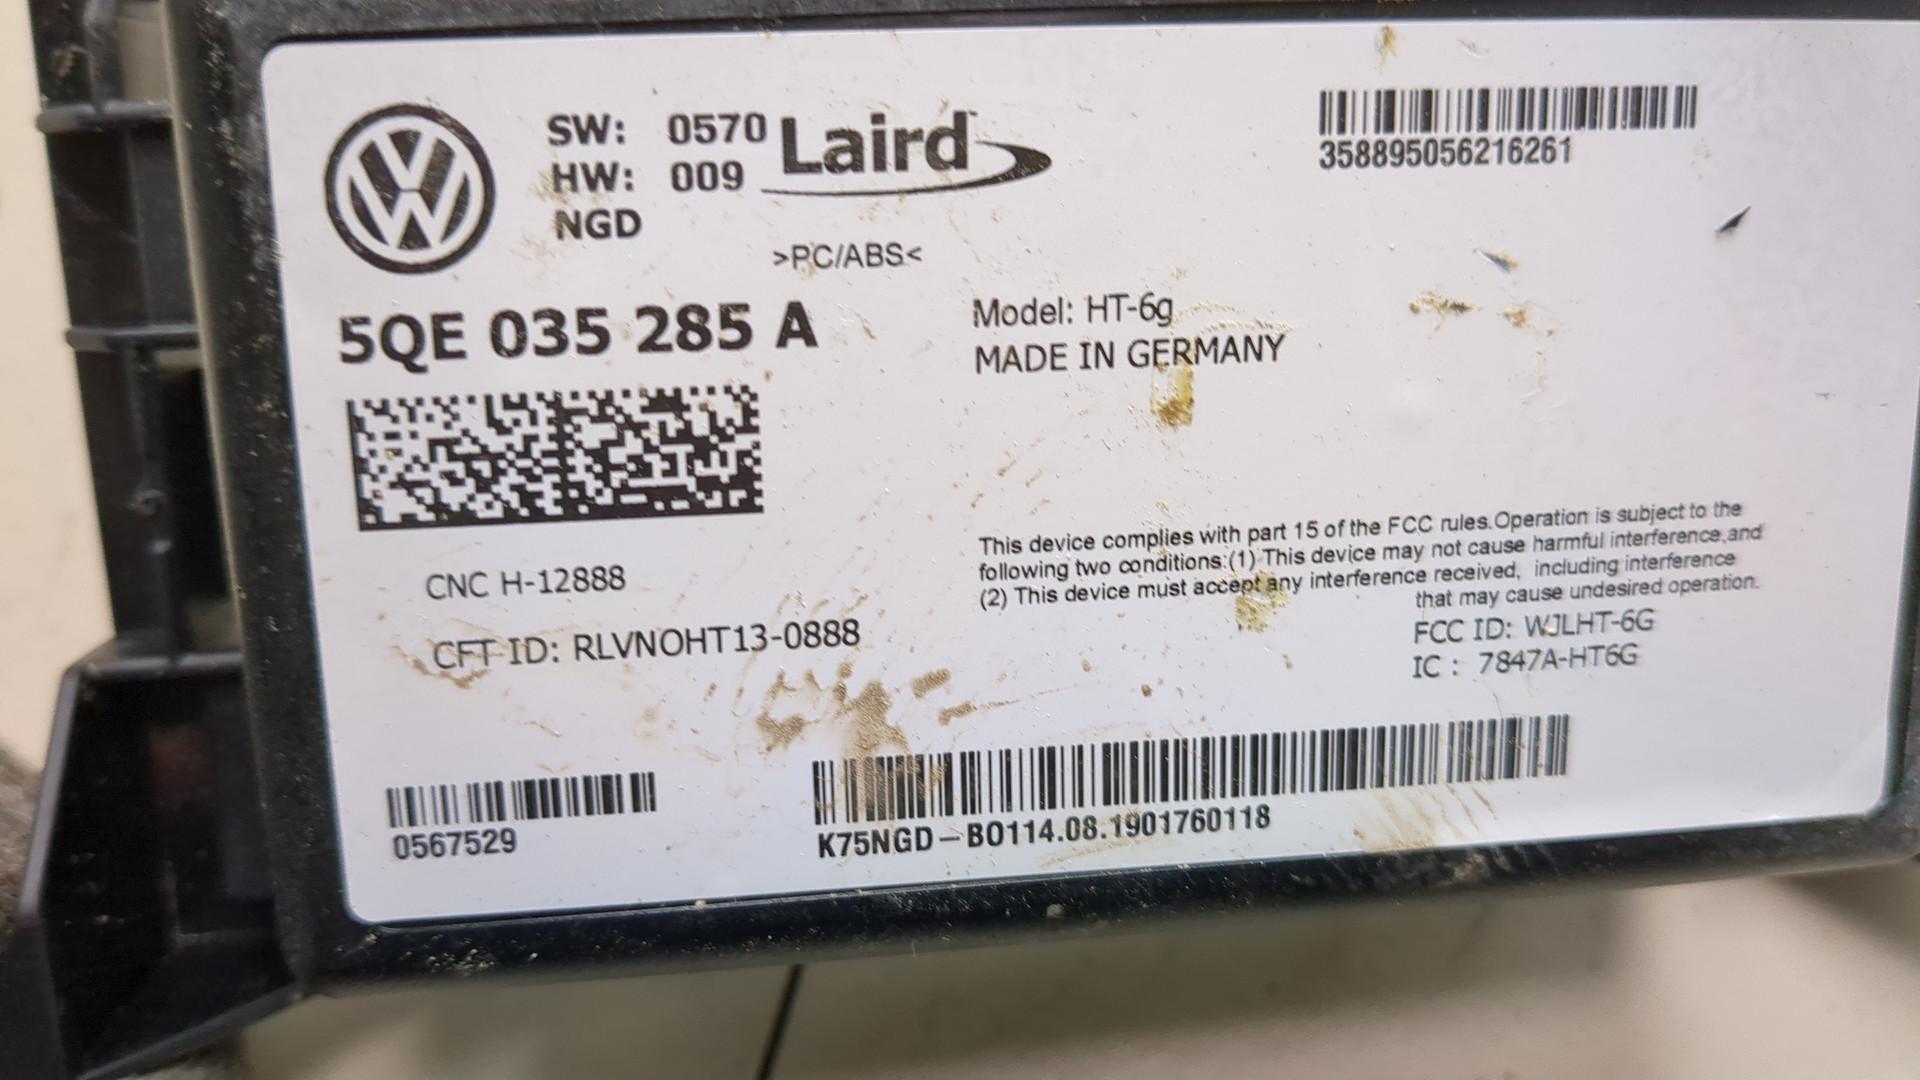 SW: 0570
HW: 009
NGD
Laird
>PC/ABS<
358895056216261
5QE 035 285 A
Model: HT-6g
MADE IN GERMANY
CNC H-12888
CFT ID: RLVNOHT13-0888
This device complies with part 15 of the FCC rules.Operation is subject to the
following two conditions:(1) This device may not cause harmful interference,and
(2) This device must accept any interference received, including interference
that may cause undesired operation.
FCC ID: WJLHT-6G
IC : 7847A-HT6G
0567529
K75NGD-BO114.08.1901760118